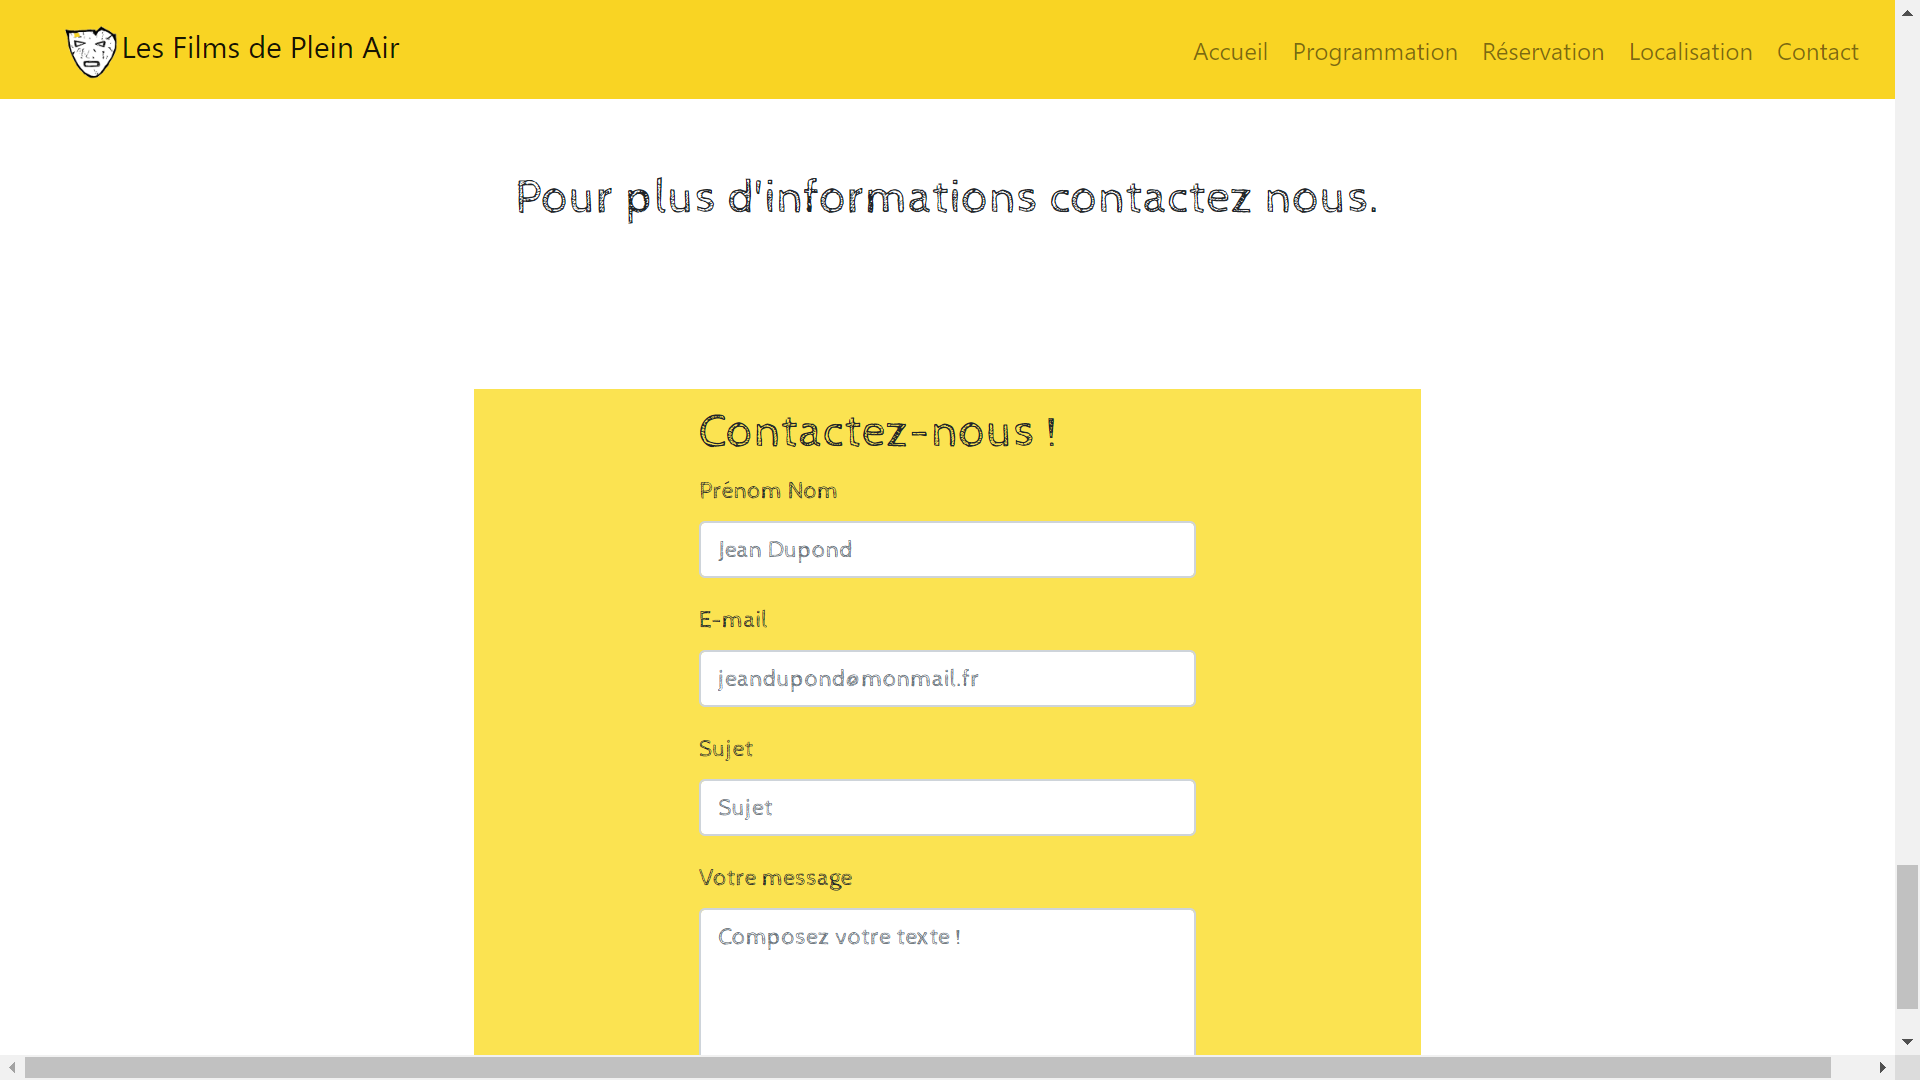 Les Films de Plein Air
Accueil Programmation Réservation Localisation Contact
Pour plus d'informations contactez nous.
Contactez-nous !
Prénom Nom
Jean Dupond
E-mail
jeandupond@monmail.fr
Sujet
Sujet
Votre message
Composez votre texte !